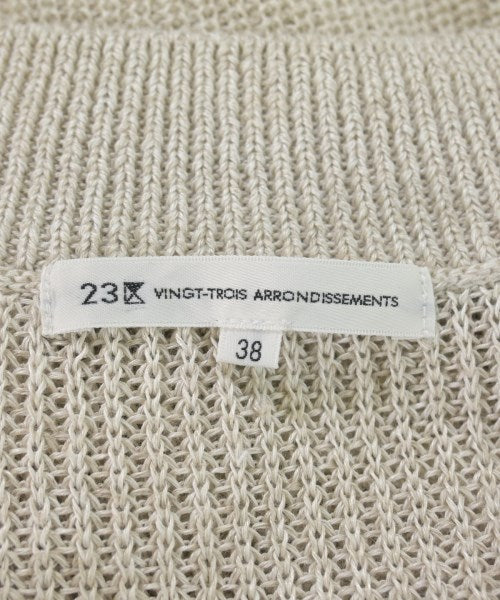 23区 VINGT-TROIS ARRONDISSEMENTS
38